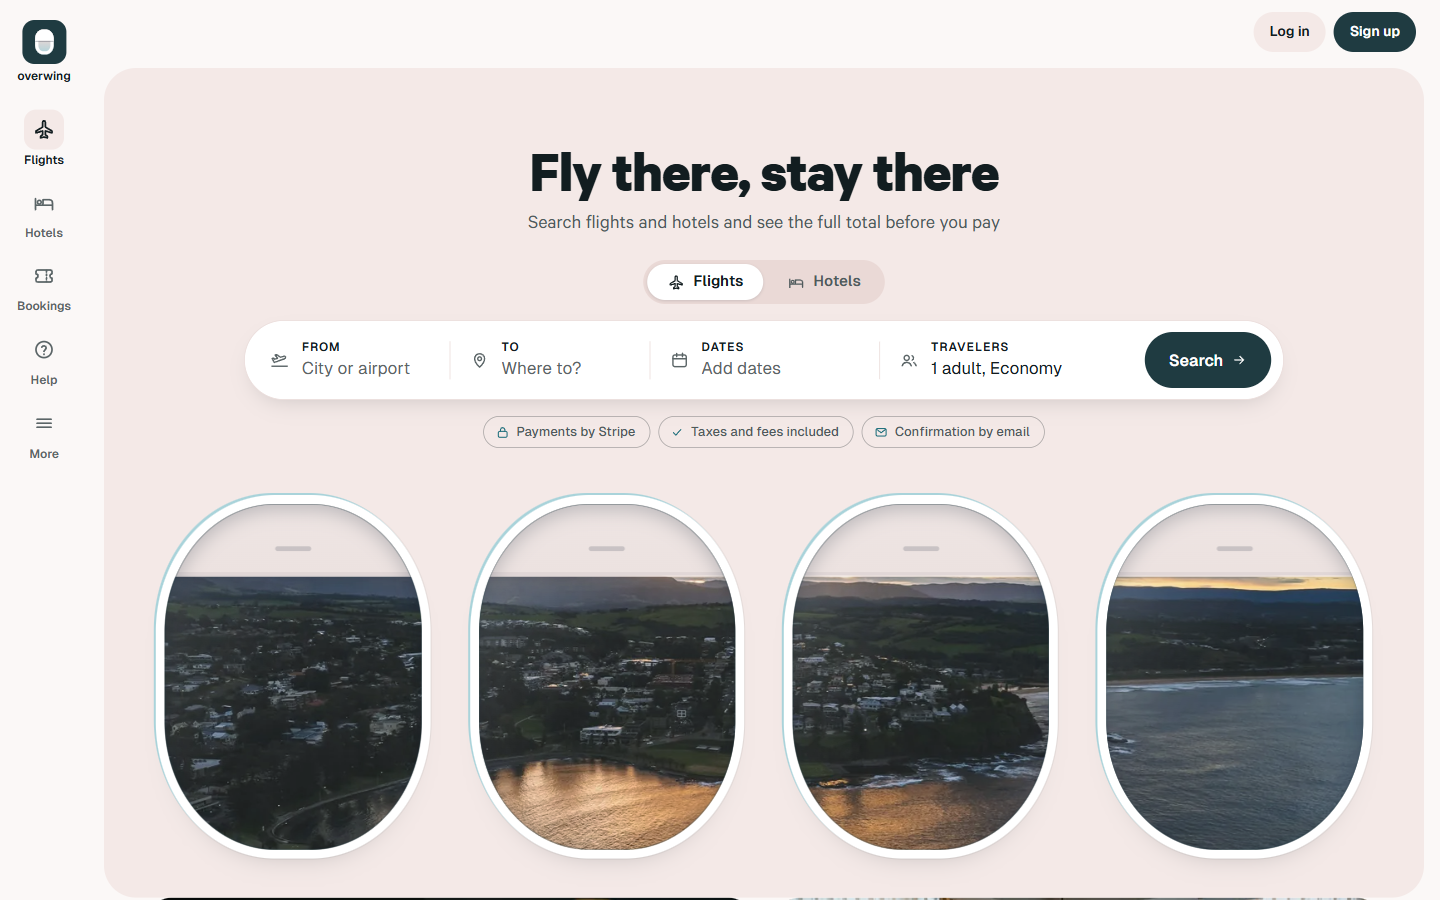 Log in
Sign up
overwing
Flights
Hotels
Bookings
Help
More
Fly there, stay there
Search flights and hotels and see the full total before you pay
Flights
Hotels
FROM
City or airport
TO
Where to?
DATES
Add dates
TRAVELERS
1 adult, Economy
Search
Payments by Stripe
Taxes and fees included
Confirmation by email